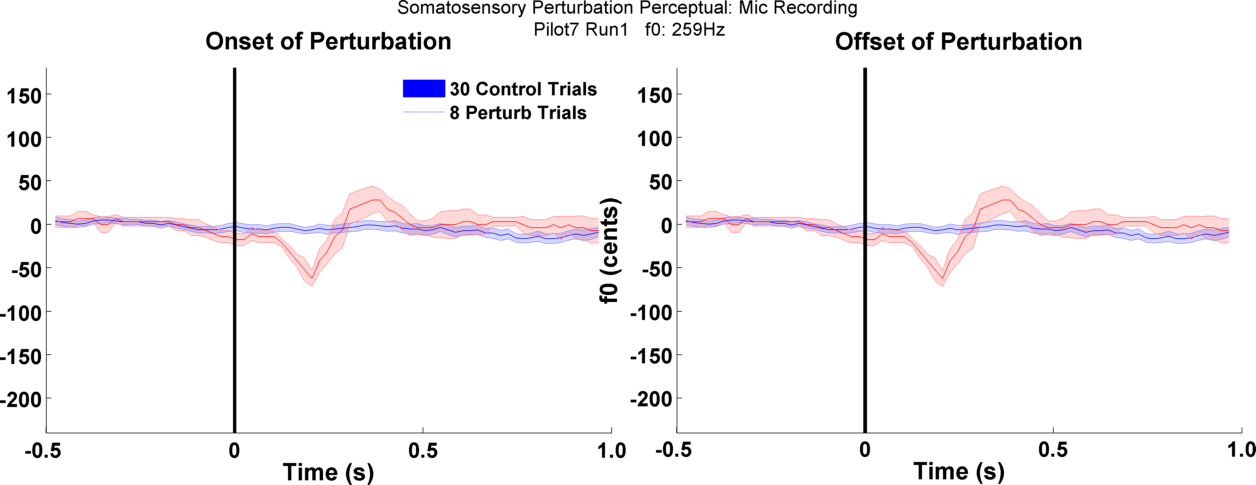 Somatosensory Perturbation Perceptual: Mic Recording
Pilot7 Run1 f0: 259Hz
Onset of Perturbation
150
100
50
0
-50
-100
-150
-200
-0.5 0 0.5 1.0
Time (s)
30 Control Trials
8 Perturb Trials
Offset of Perturbation
f0 (cents)
150
100
50
0
-50
-100
-150
-200
-0.5 0 0.5 1.0
Time (s)